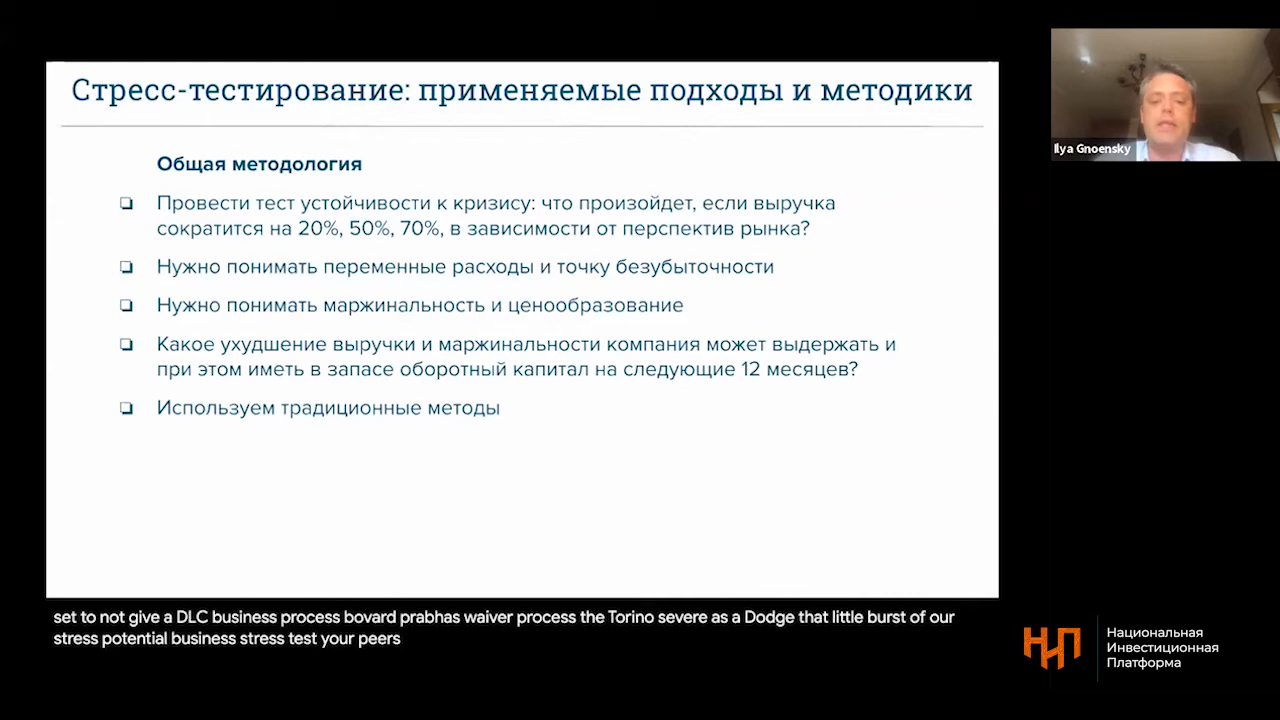 Стресс-тестирование: применяемые подходы и методики
Общая методология
❏ Провести тест устойчивости к кризису: что произойдет, если выручка
сократится на 20%, 50%, 70%, в зависимости от перспектив рынка?
❏ Нужно понимать переменные расходы и точку безубыточности
❏ Нужно понимать маржинальность и ценообразование
❏ Какое ухудшение выручки и маржинальности компания может выдержать и
при этом иметь в запасе оборотный капитал на следующие 12 месяцев?
❏ Используем традиционные методы
Ilya Gnoensky
set to not give a DLC business process bovard prabhas waiver process the Torino severe as a Dodge that little burst of our
stress potential business stress test your peers
НИП
Национальная
Инвестиционная
Платформа